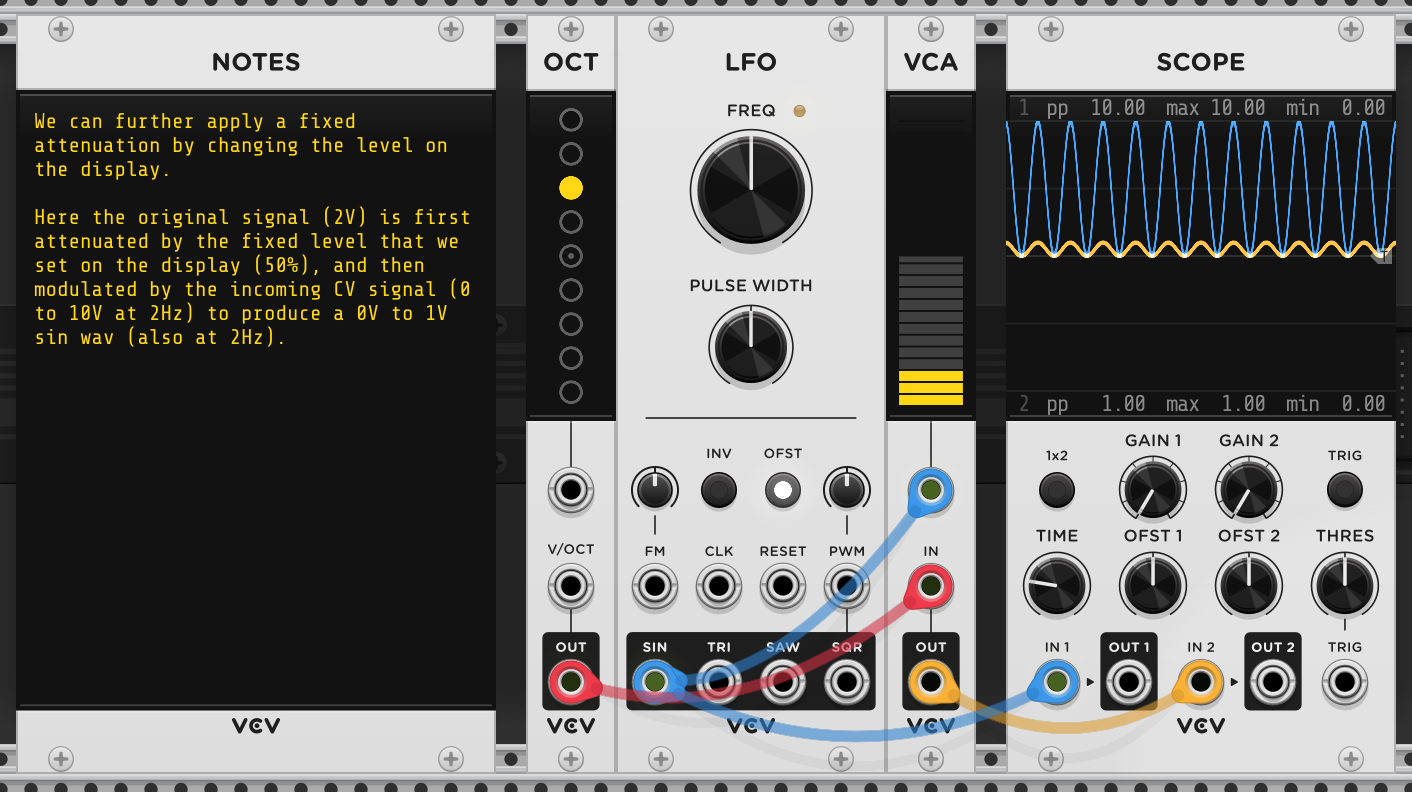 NOTES
We can further apply a fixed
attenuation by changing the level on
the display.
Here the original signal (2V) is first
attenuated by the fixed level that we
set on the display (50%), and then
modulated by the incoming CV signal (0
to 10V at 2Hz) to produce a 0V to 1V
sin wav (also at 2Hz).
VCV
OCT
V/OCT
OUT
VCV
LFO
FREQ
PULSE WIDTH
INV OFST
FM CLK RESET PWM
SIN TRI SAW SQR
VCV
VCA
IN
OUT
VCV
SCOPE
1 pp 10.00 max 10.00 min 0.00
2 pp 1.00 max 1.00 min 0.00
1x2 GAIN 1 GAIN 2 TRIG
TIME OFST 1 OFST 2 THRES
IN 1 OUT 1 IN 2 OUT 2 TRIG
VCV